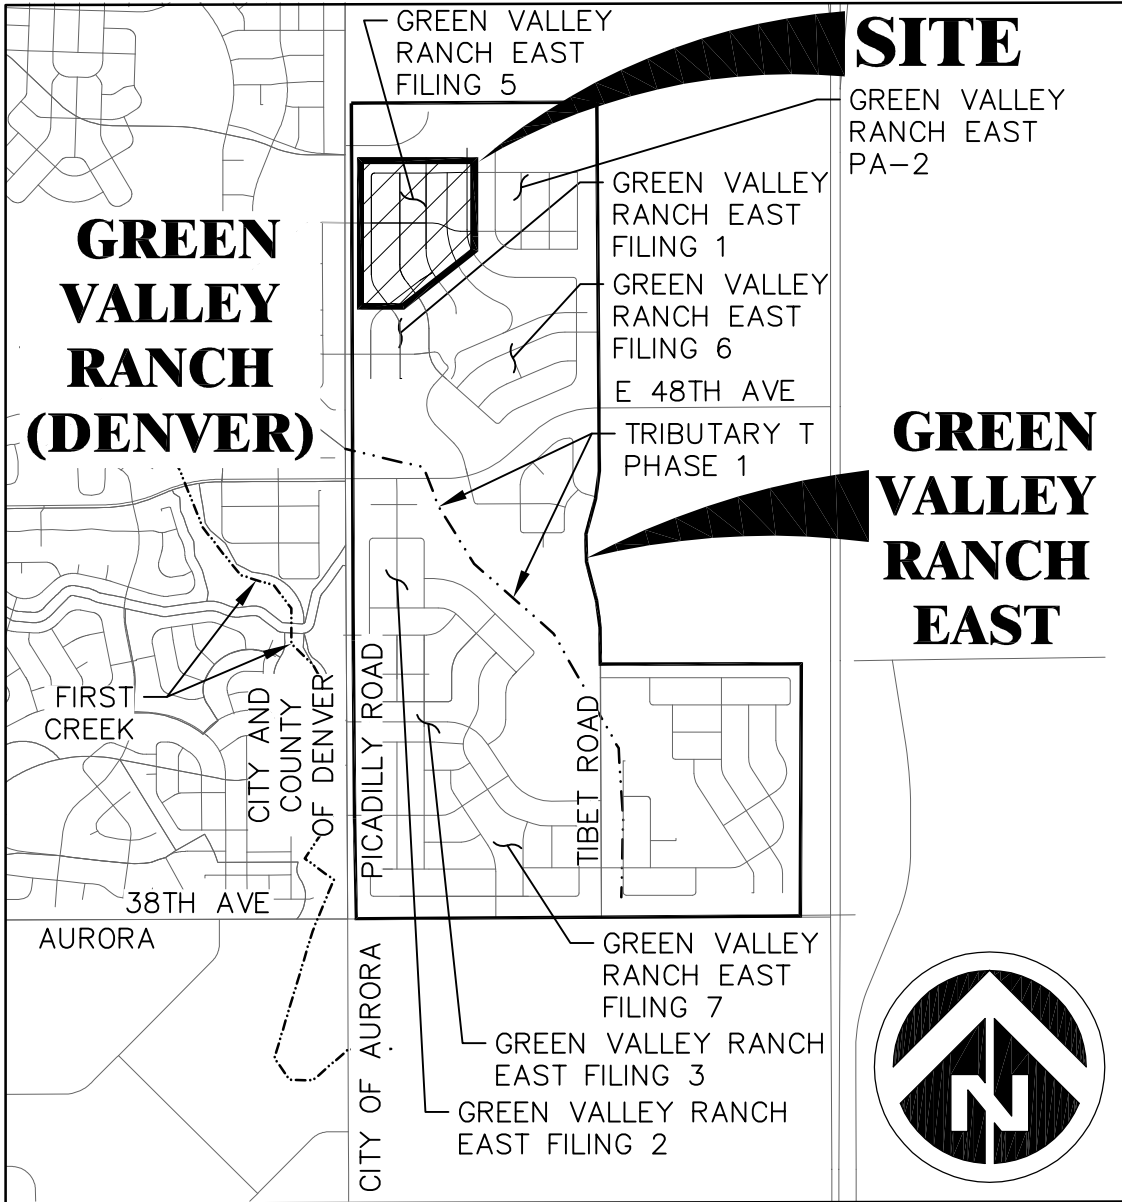 GREEN VALLEY
RANCH EAST
FILING 5
SITE
GREEN VALLEY
RANCH EAST
PA-2
GREEN VALLEY
RANCH EAST
FILING 1
GREEN
VALLEY
RANCH
(DENVER)
GREEN VALLEY
RANCH EAST
FILING 6
E 48TH AVE
TRIBUTARY T
PHASE 1
GREEN
VALLEY
RANCH
EAST
FIRST
CREEK
CITY AND
COUNTY
OF DENVER
PICADILLY ROAD
TIBET ROAD
38TH AVE
AURORA
CITY OF AURORA
GREEN VALLEY
RANCH EAST
FILING 7
GREEN VALLEY RANCH
EAST FILING 3
GREEN VALLEY RANCH
EAST FILING 2
N